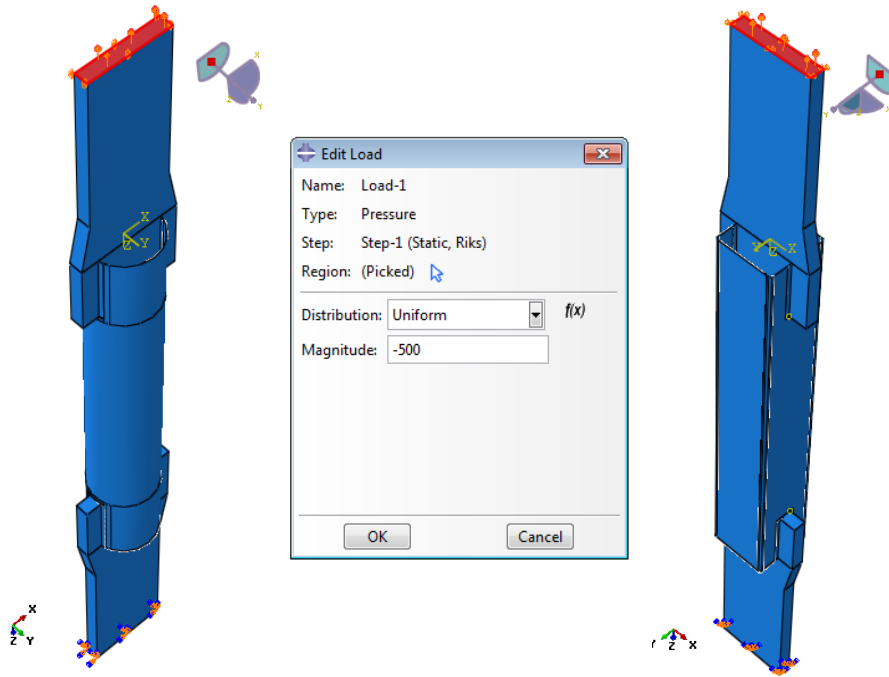 X
Z
Y
X
Z
Y
Edit Load
Name: Load-1
Type: Pressure
Step: Step-1 (Static, Riks)
Region: (Picked)
Distribution: Uniform f(x)
Magnitude: -500
OK Cancel
Y
Z
X
Y
Z
X
X
Z
Y
Y
Z
X